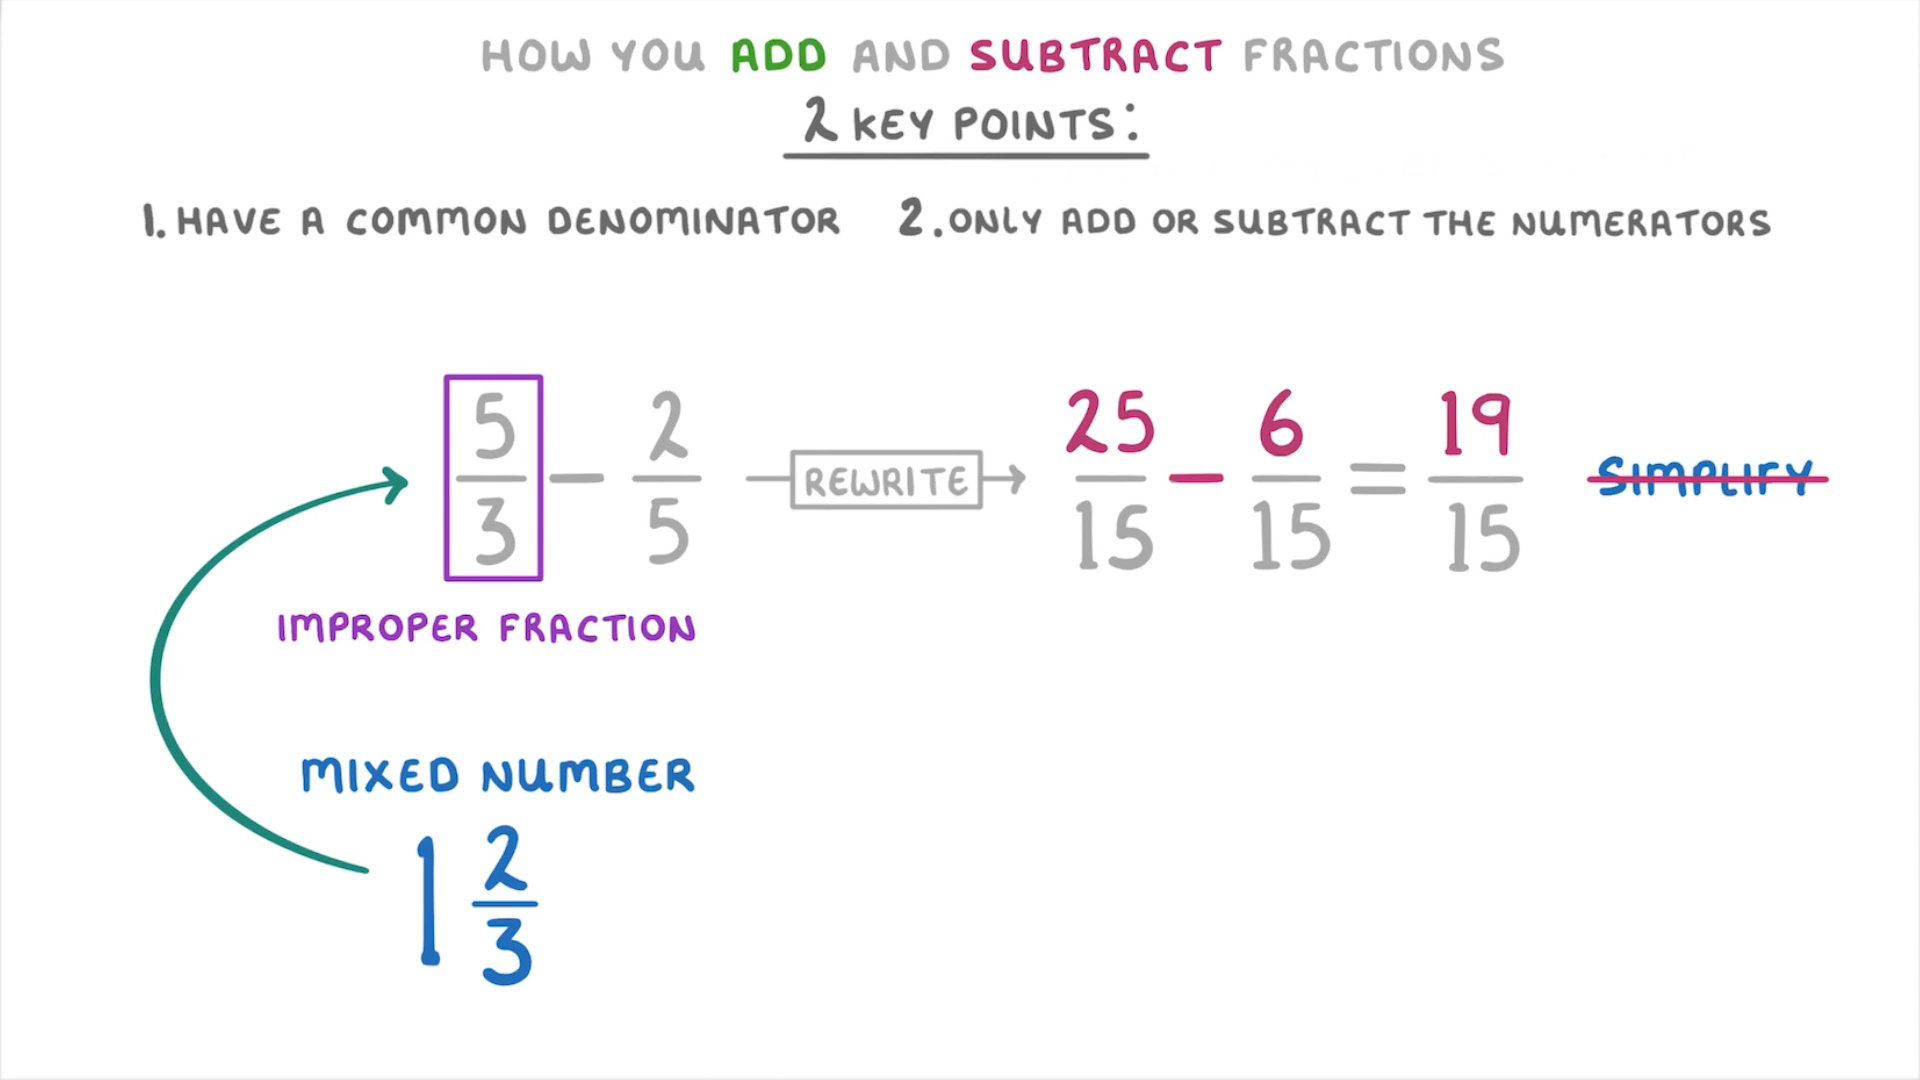 HOW YOU ADD AND SUBTRACT FRACTIONS
2 KEY POINTS:
1. HAVE A COMMON DENOMINATOR 2. ONLY ADD OR SUBTRACT THE NUMERATORS
5/3 − 2/5 REWRITE 25/15 − 6/15 = 19/15 SIMPLIFY
IMPROPER FRACTION
MIXED NUMBER
1 2/3